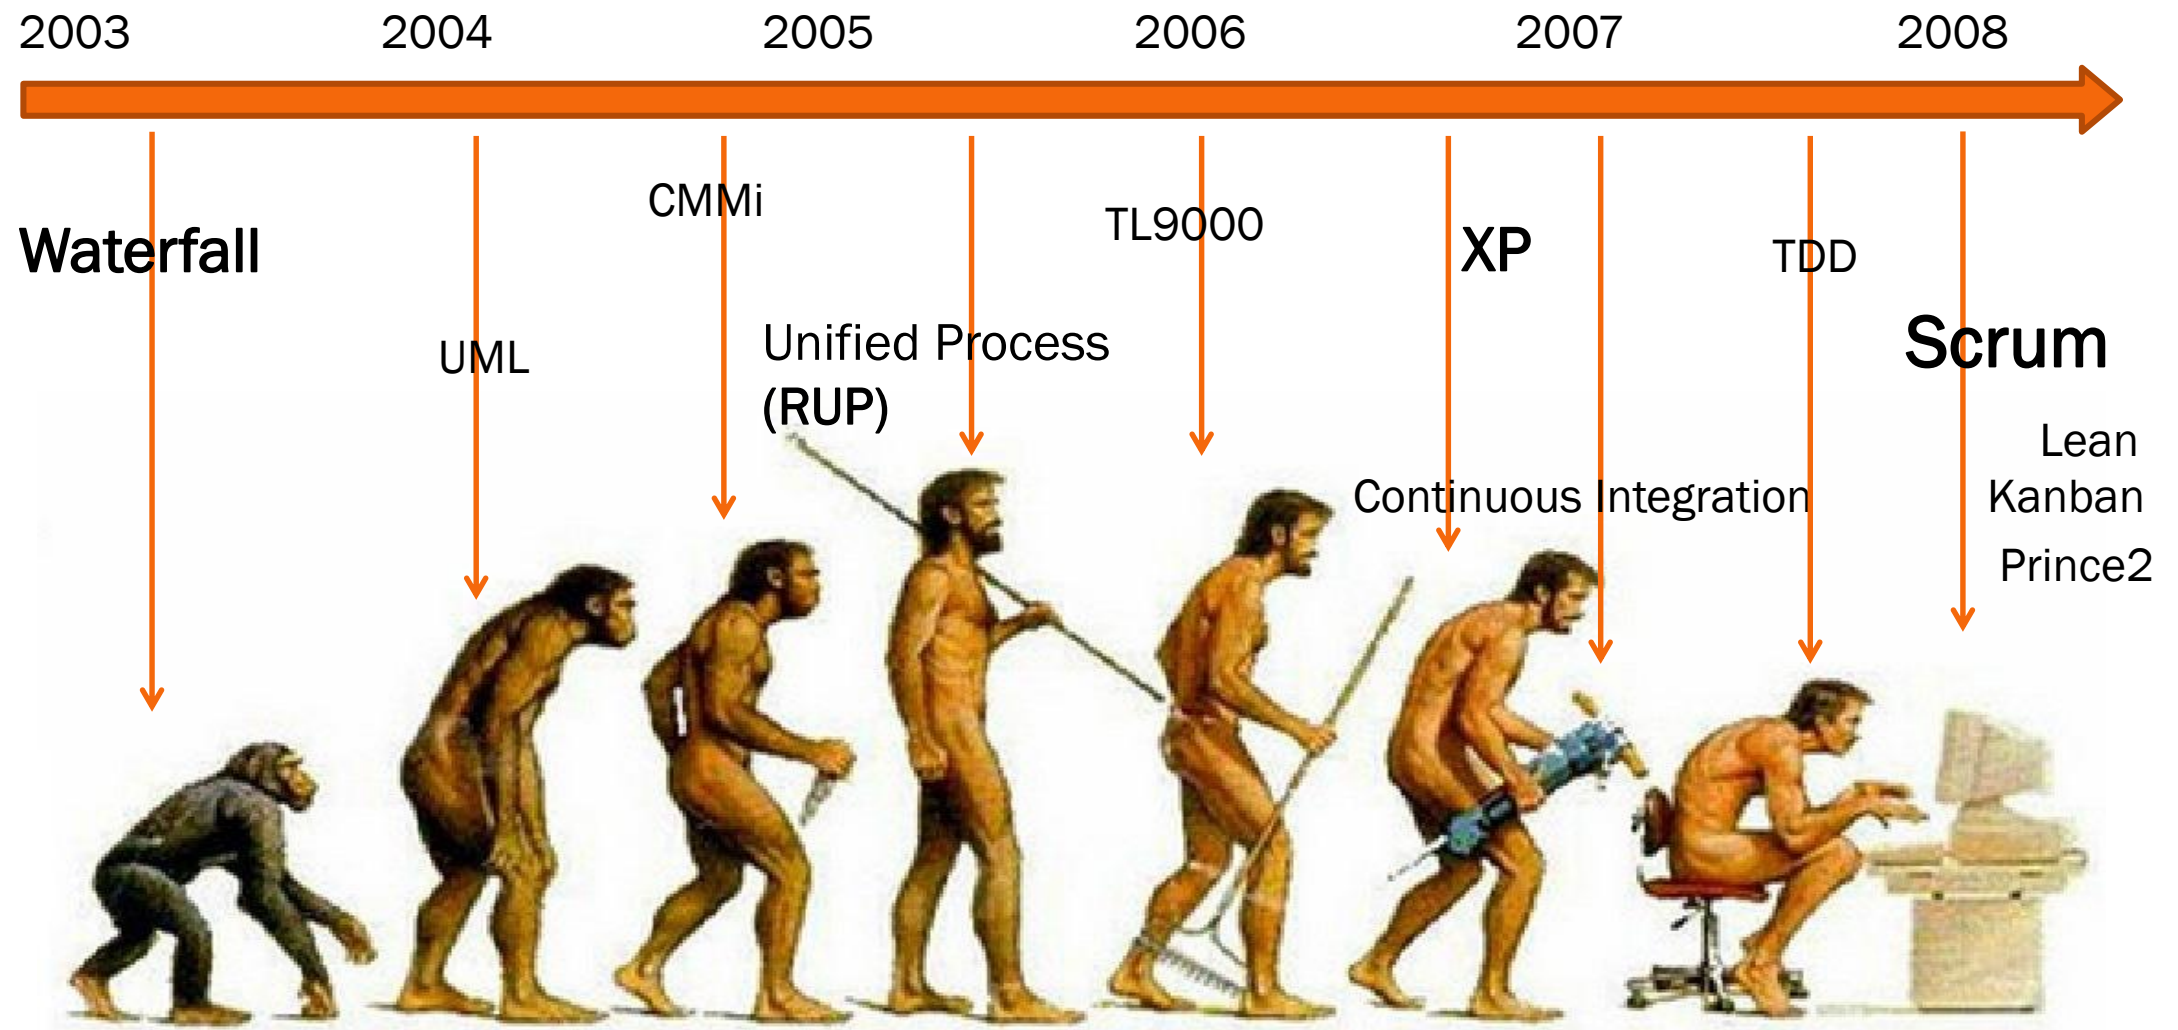 2003 2004 2005 2006 2007 2008
CMMi
TL9000
Waterfall
XP
TDD
UML
Unified Process
(RUP)
Scrum
Lean
Continuous Integration
Kanban
Prince2